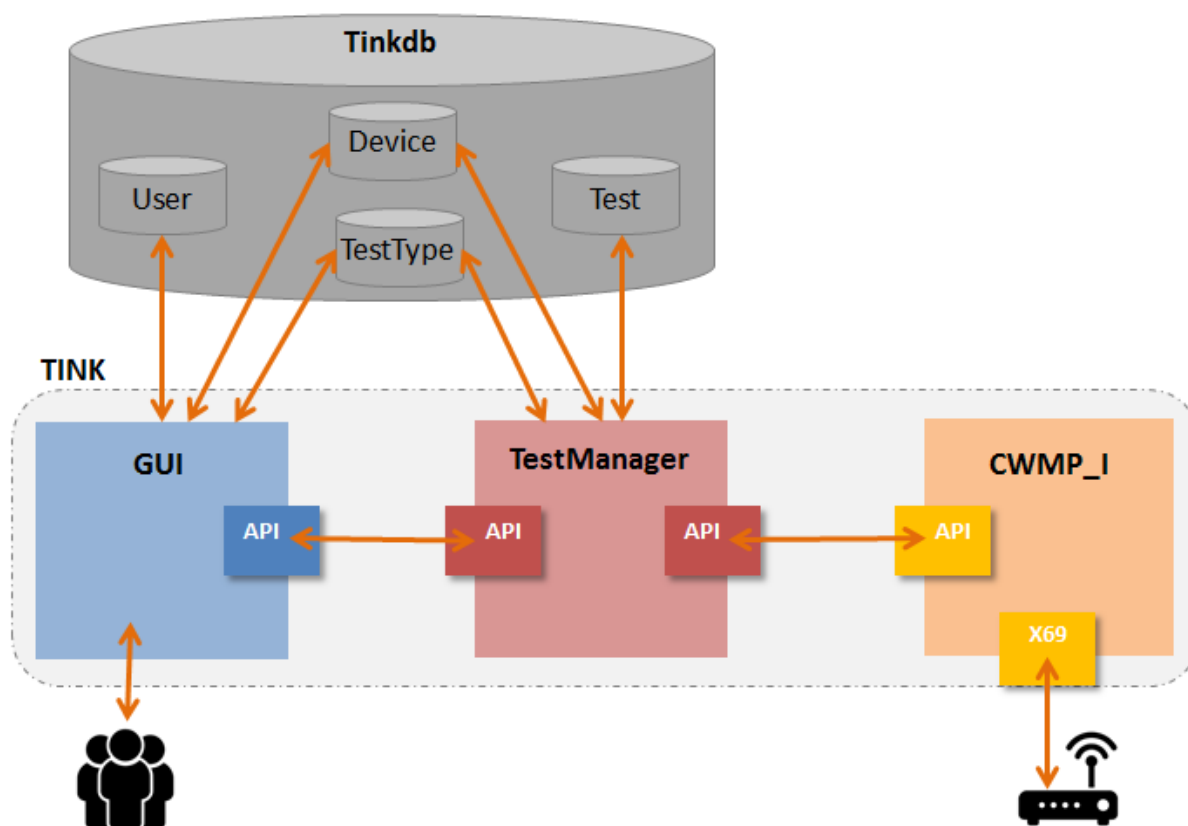 Tinkdb
Device
User
Test
TestType
TINK
GUI
TestManager
CWMP_I
API
API
API
API
X69